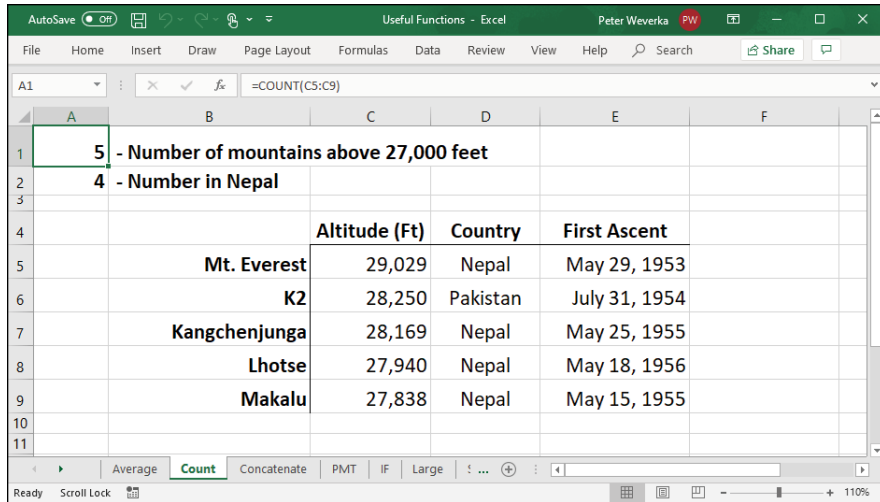 AutoSave Off Useful Functions - Excel Peter Weverka PW
File Home Insert Draw Page Layout Formulas Data Review View Help Search Share
A1 fx =COUNT(C5:C9)
A B C D E F
1 5 - Number of mountains above 27,000 feet
2 4 - Number in Nepal
3
4 Altitude (Ft) Country First Ascent
5 Mt. Everest 29,029 Nepal May 29, 1953
6 K2 28,250 Pakistan July 31, 1954
7 Kangchenjunga 28,169 Nepal May 25, 1955
8 Lhotse 27,940 Nepal May 18, 1956
9 Makalu 27,838 Nepal May 15, 1955
10
11
Average Count Concatenate PMT IF Large ...
Ready Scroll Lock 110%